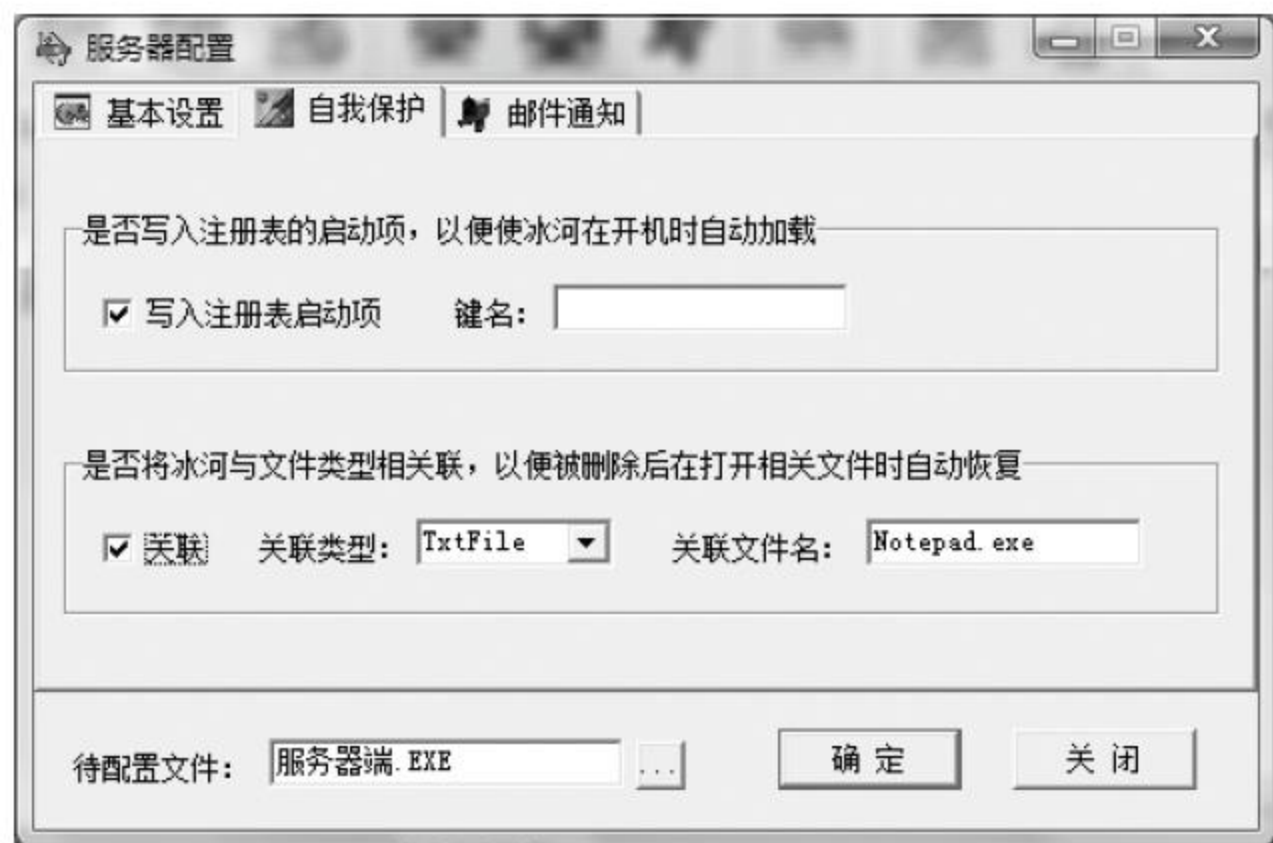 服务器配置
基本设置 自我保护 邮件通知
是否写入注册表的启动项，以便使冰河在开机时自动加载
写入注册表启动项 键名：
是否将冰河与文件类型相关联，以便被删除后在打开相关文件时自动恢复
关联 关联类型： TxtFile 关联文件名： Notepad.exe
待配置文件： 服务器端.EXE ... 确定 关闭